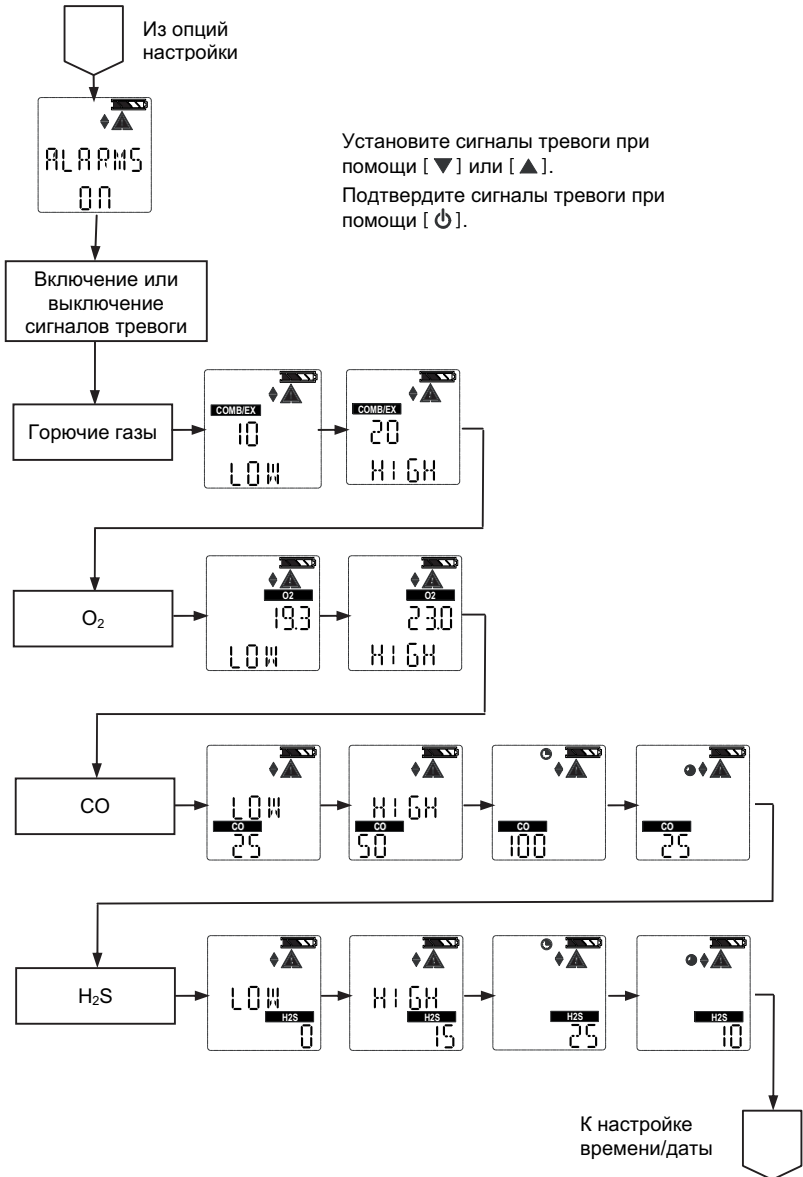 Из опций
настройки
ALARMS
ON
Установите сигналы тревоги при
помощи [▼] или [▲].
Подтвердите сигналы тревоги при
помощи [⏻].
Включение или
выключение
сигналов тревоги
Горючие газы
COMB/EX
10
LOW
COMB/EX
20
HIGH
O₂
O2
19.3
LOW
O2
23.0
HIGH
CO
LOW
CO
25
HIGH
CO
50
CO
100
CO
25
H₂S
LOW
H2S
0
HIGH
H2S
15
H2S
25
H2S
10
К настройке
времени/даты